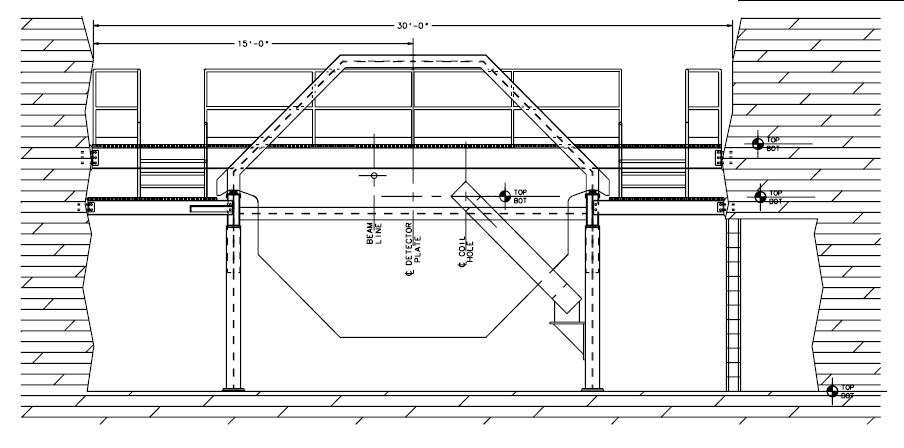 30'-0"
15'-0"
TOP
BOT
TOP
BOT
TOP
BOT
BEAM
LINE
℄ DETECTOR
PLATE
℄ COIL
HOLE
TOP
BOT